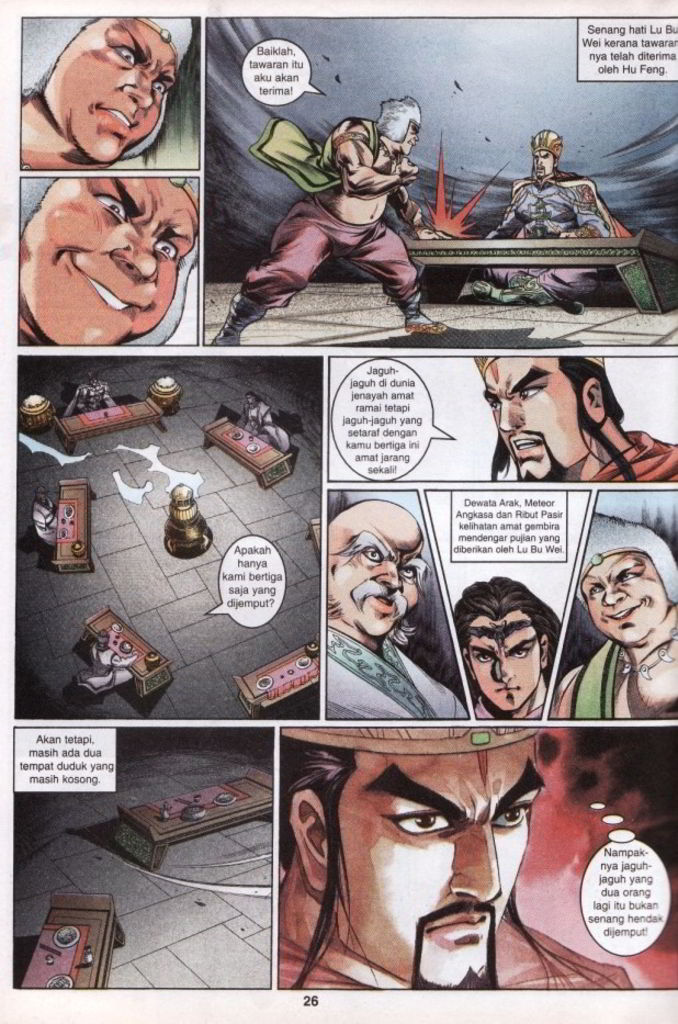 Baiklah,
tawaran itu
aku akan
terima!
Senang hati Lu Bu
Wei kerana tawaran
nya telah diterima
oleh Hu Feng.
Jaguh-
jaguh di dunia
jenayah amat
ramai tetapi
jaguh-jaguh yang
setaraf dengan
kamu bertiga ini
amat jarang
sekali!
Apakah
hanya
kami bertiga
saja yang
dijemput?
Dewata Arak, Meteor
Angkasa dan Ribut Pasir
kelihatan amat gembira
mendengar pujian yang
diberikan oleh Lu Bu Wei.
Akan tetapi,
masih ada dua
tempat duduk yang
masih kosong.
Nampak-
nya jaguh-
jaguh yang
dua orang
lagi itu bukan
senang hendak
dijemput!
26